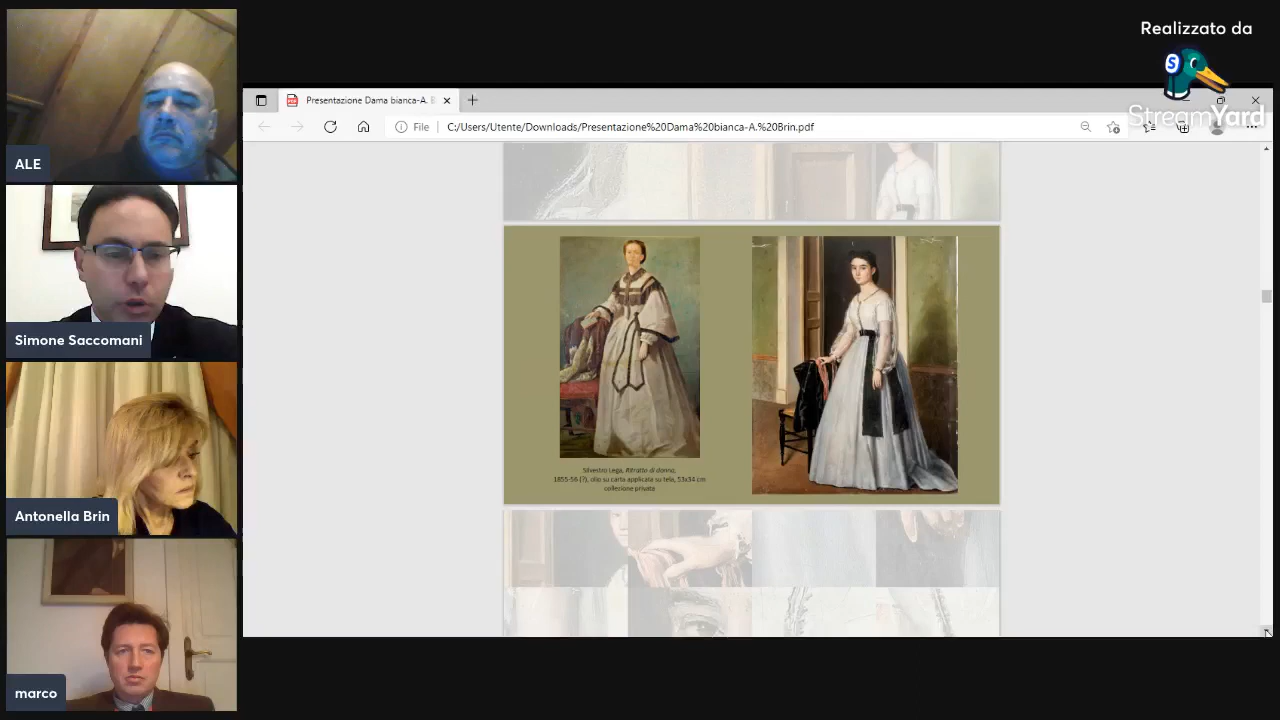 Realizzato da
StreamYard
Presentazione Dama bianca-A. B
File
C:/Users/Utente/Downloads/Presentazione%20Dama%20bianca-A.%20Brin.pdf
ALE
Simone Saccomani
Antonella Brin
marco
Silvestro Lega, Ritratto di donna,
1855-56 (?), olio su carta applicata su tela, 53x34 cm
collezione privata